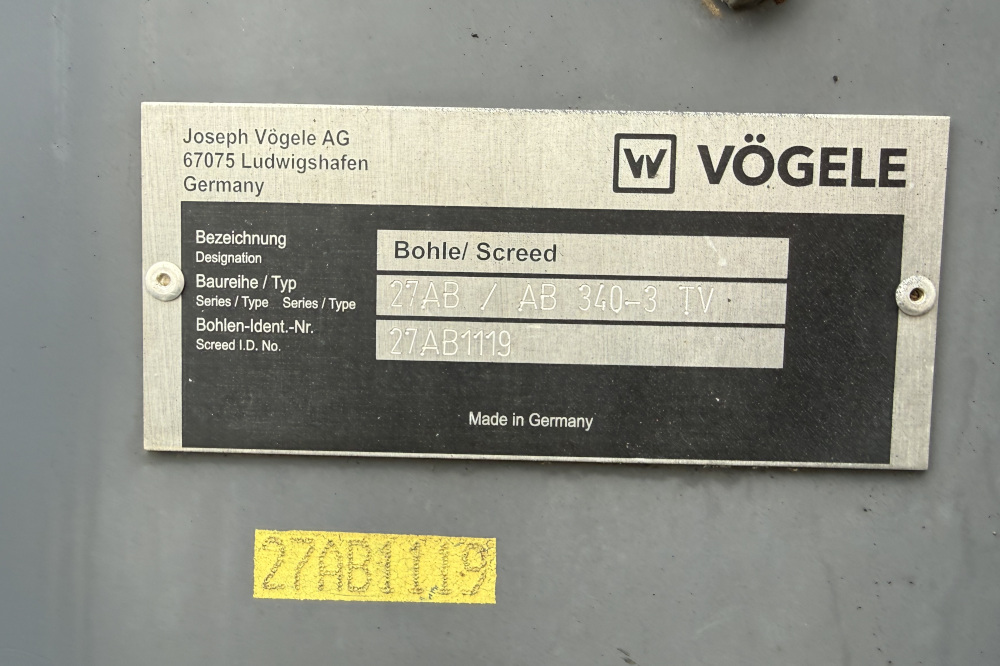 Joseph Vögele AG
67075 Ludwigshafen
Germany
VÖGELE
Bezeichnung
Designation
Bohle/ Screed
Baureihe / Typ
Series / Type Series / Type
27AB / AB 340-3 TV
Bohlen-Ident.-Nr.
Screed I.D. No.
27AB1119
Made in Germany
27AB1119